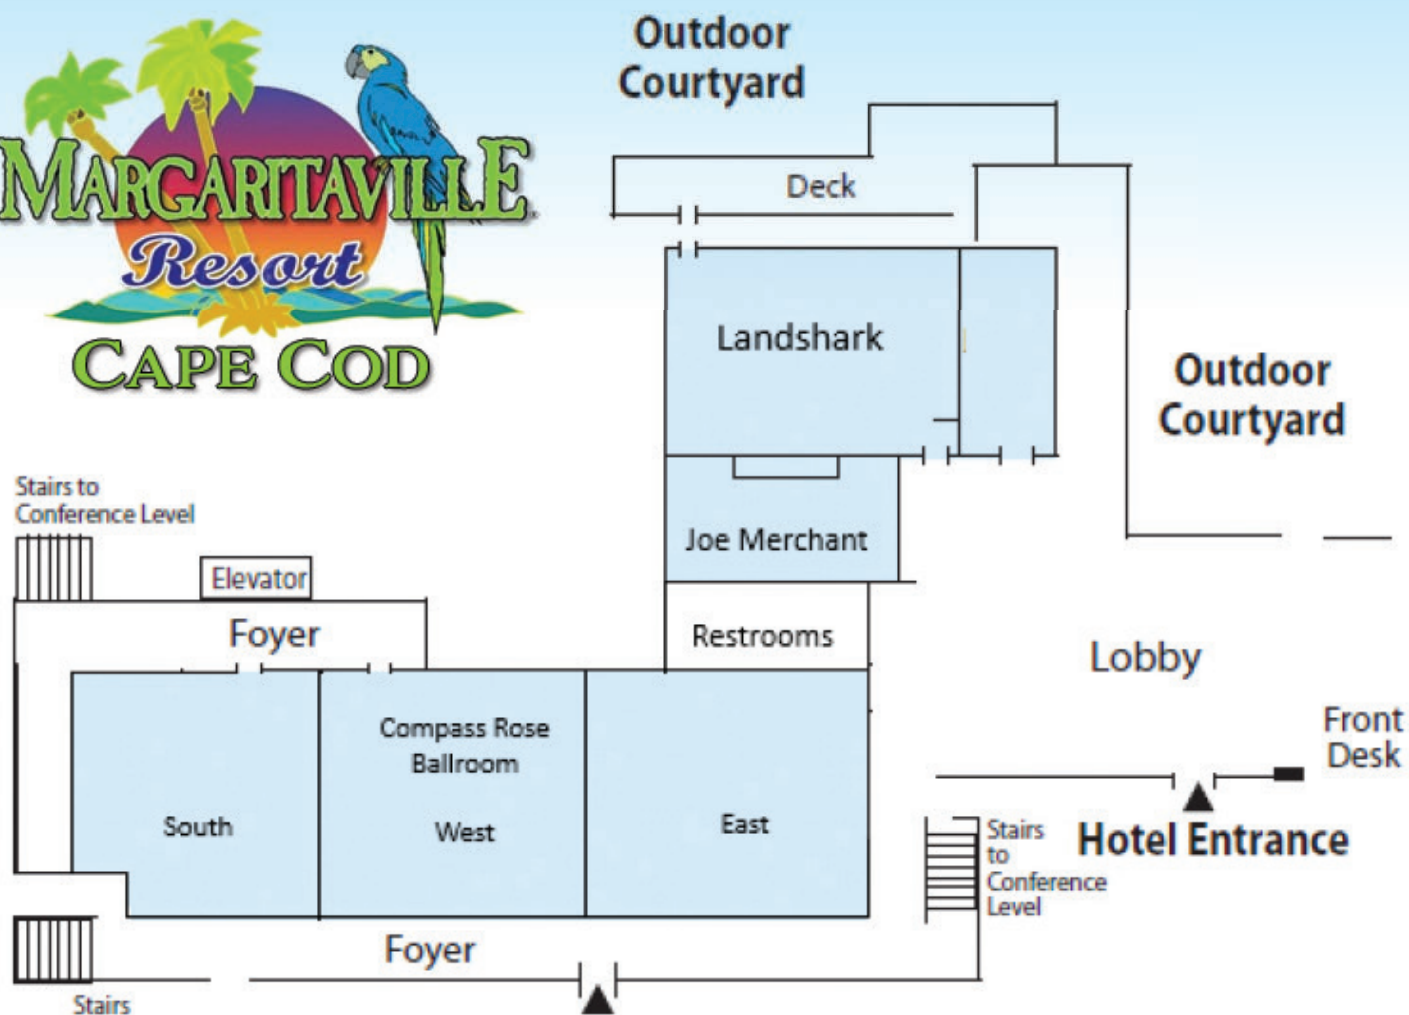 MARGARITAVILLE
Resort
CAPE COD
Outdoor
Courtyard
Deck
Landshark
Outdoor
Courtyard
Stairs to
Conference Level
Elevator
Joe Merchant
Foyer
Restrooms
Lobby
Compass Rose
Ballroom
South
West
East
Front
Desk
Hotel Entrance
Stairs
to
Conference
Level
Foyer
Stairs